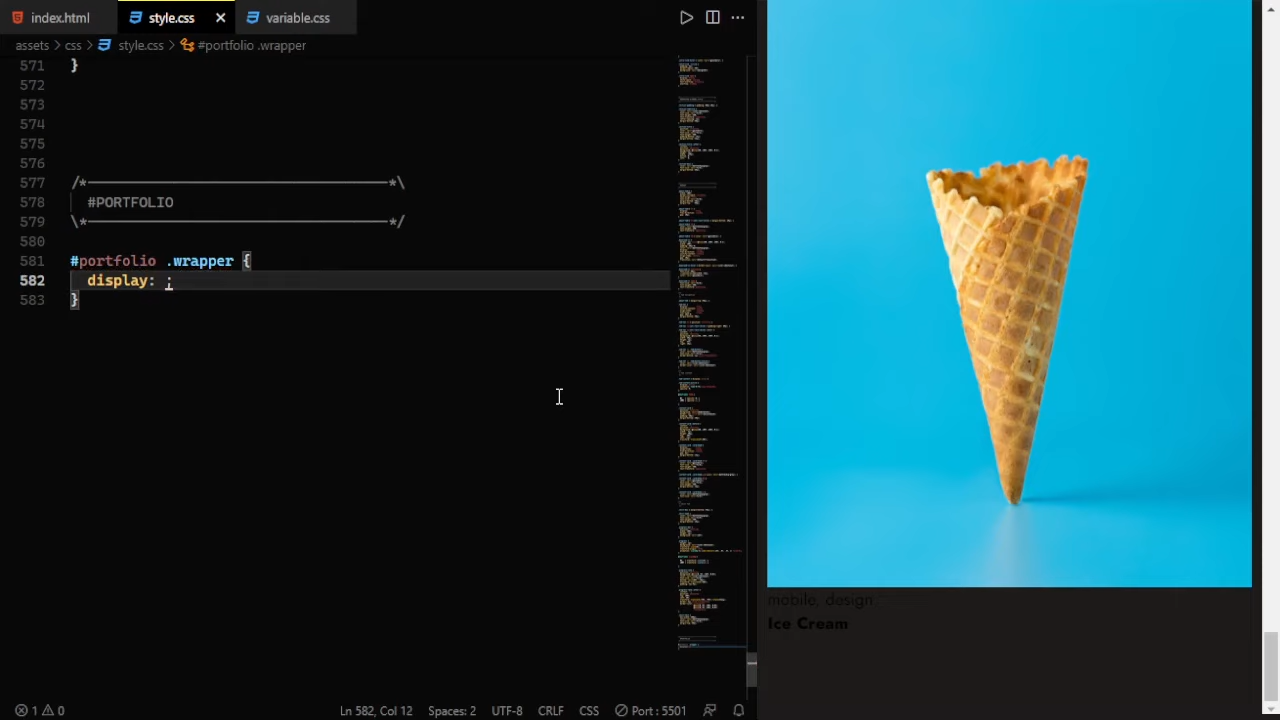 index.html style.css variable.css
assets > css > style.css > #portfolio .wrapper
571 }
572
573
574
575
576
577 /*—————*\
578 #PORTFOLIO
579 \*—————*/
580
581 #portfolio .wrapper {
582 display: ;
583 }
mobile, design
Ice Cream
1 0 Ln 582, Col 12 Spaces: 2 UTF-8 CRLF CSS Port : 5501